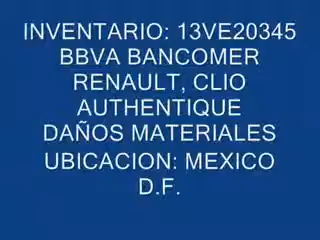 INVENTARIO: 13VE20345
BBVA BANCOMER
RENAULT, CLIO
AUTHENTIQUE
DAÑOS MATERIALES
UBICACION: MEXICO
D.F.